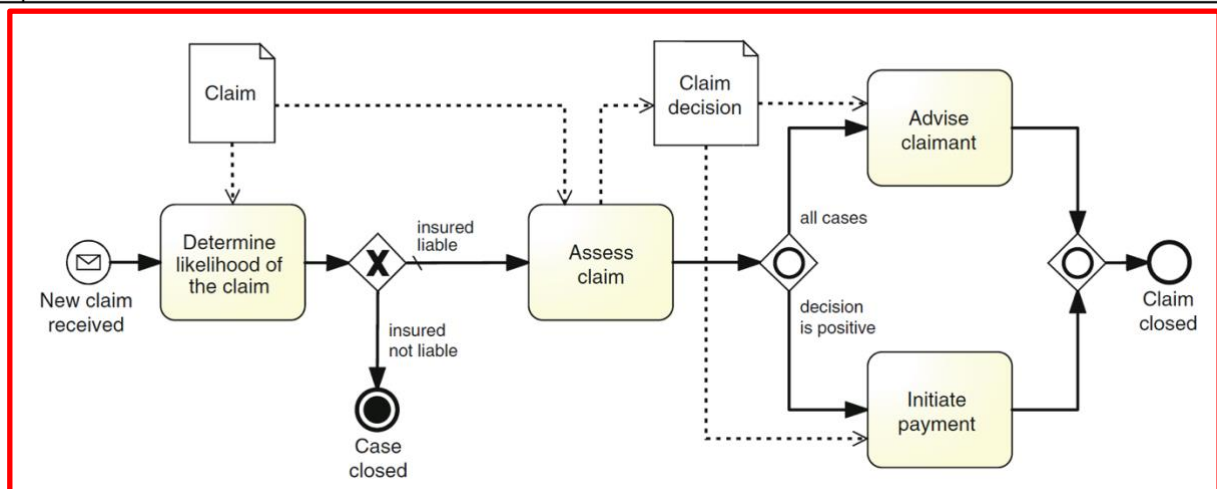 Claim
Claim
decision
Advise
claimant
New claim
received
Determine
likelihood of
the claim
X
insured
liable
insured
not liable
Case
closed
Assess
claim
all cases
decision
is positive
Initiate
payment
Claim
closed